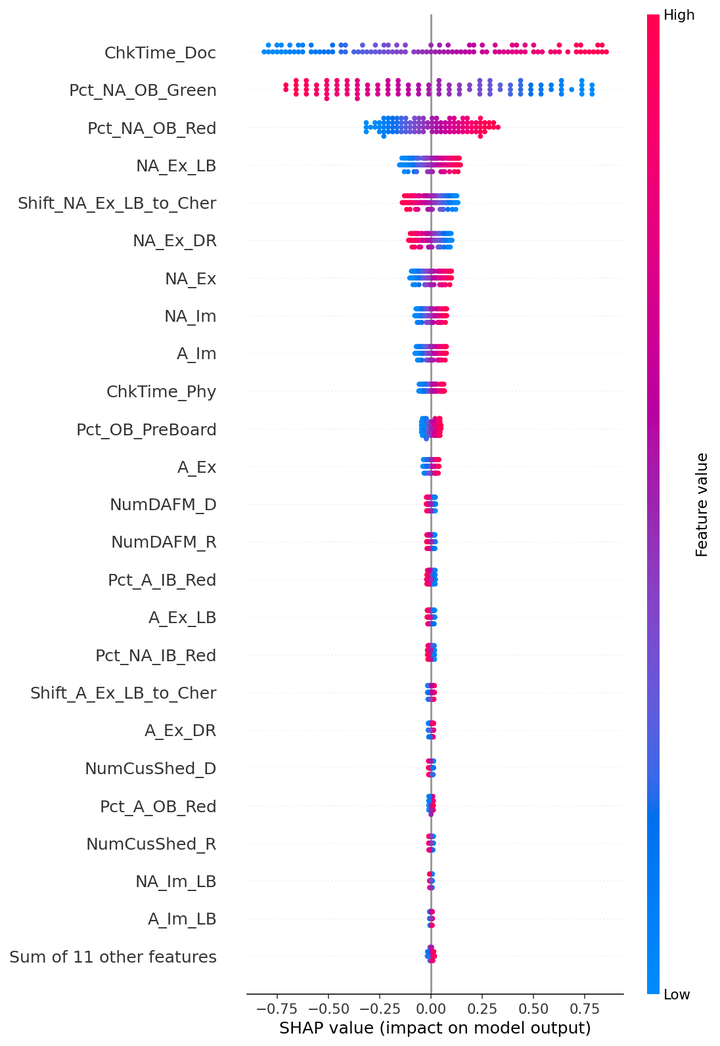 High
ChkTime_Doc
Pct_NA_OB_Green
Pct_NA_OB_Red
NA_Ex_LB
Shift_NA_Ex_LB_to_Cher
NA_Ex_DR
NA_Ex
NA_Im
A_Im
ChkTime_Phy
Pct_OB_PreBoard
A_Ex
NumDAFM_D
NumDAFM_R
Pct_A_IB_Red
A_Ex_LB
Pct_NA_IB_Red
Shift_A_Ex_LB_to_Cher
A_Ex_DR
NumCusShed_D
Pct_A_OB_Red
NumCusShed_R
NA_Im_LB
A_Im_LB
Sum of 11 other features
Feature value
Low
−0.75 −0.50 −0.25 0.00 0.25 0.50 0.75
SHAP value (impact on model output)